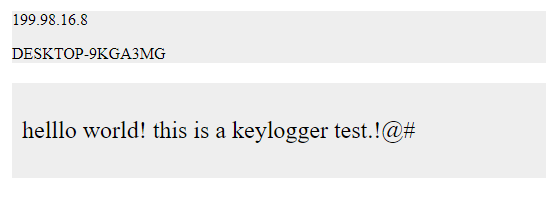 199.98.16.8
DESKTOP-9KGA3MG
helllo world! this is a keylogger test.!@#